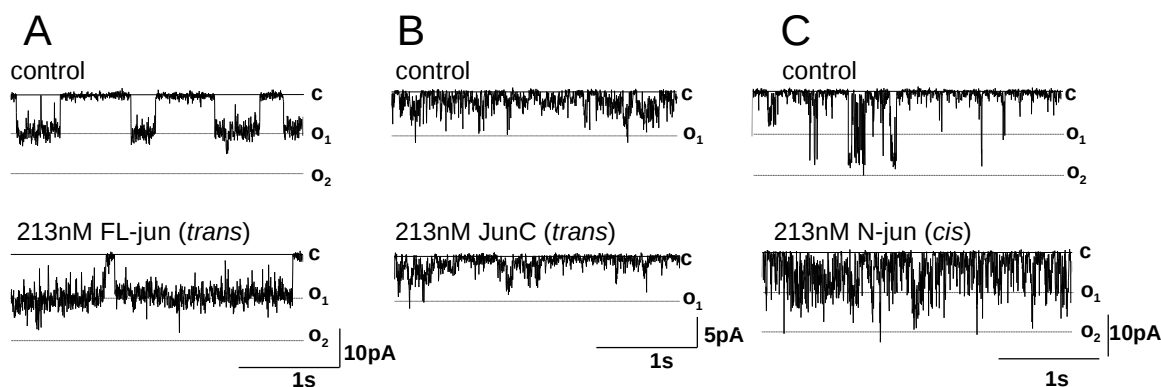 A
B
C
control
control
control
c
o1
o2
c
o1
c
o1
o2
213nM FL-jun (trans)
213nM JunC (trans)
213nM N-jun (cis)
c
o1
o2
c
o1
c
o1
o2
10pA
1s
5pA
1s
10pA
1s